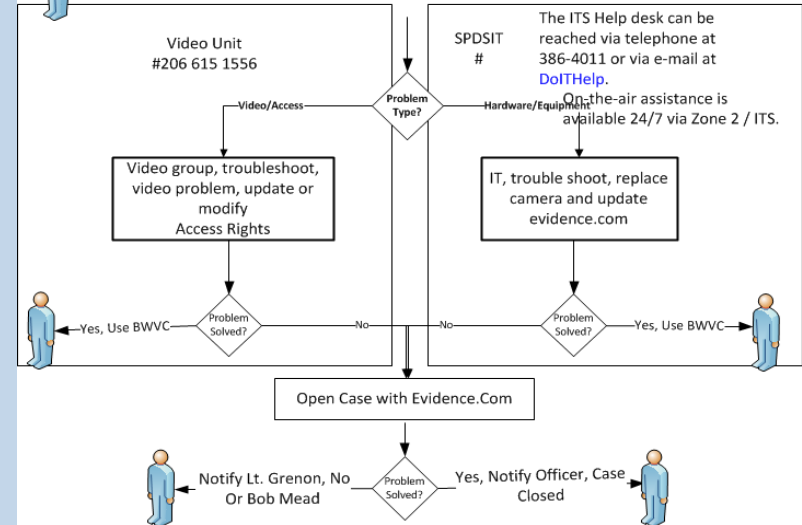 Video Unit
#206 615 1556
SPDSIT
#
The ITS Help desk can be
reached via telephone at
386-4011 or via e-mail at
DoITHelp.
On-the-air assistance is
available 24/7 via Zone 2 / ITS.
Problem
Type?
Video/Access
Hardware/Equipment
Video group, troubleshoot,
video problem, update or
modify
Access Rights
IT, trouble shoot, replace
camera and update
evidence.com
Yes, Use BWVC
Problem
Solved?
No
No
Problem
Solved?
Yes, Use BWVC
Open Case with Evidence.Com
Notify Lt. Grenon, No
Or Bob Mead
Problem
Solved?
Yes, Notify Officer, Case
Closed